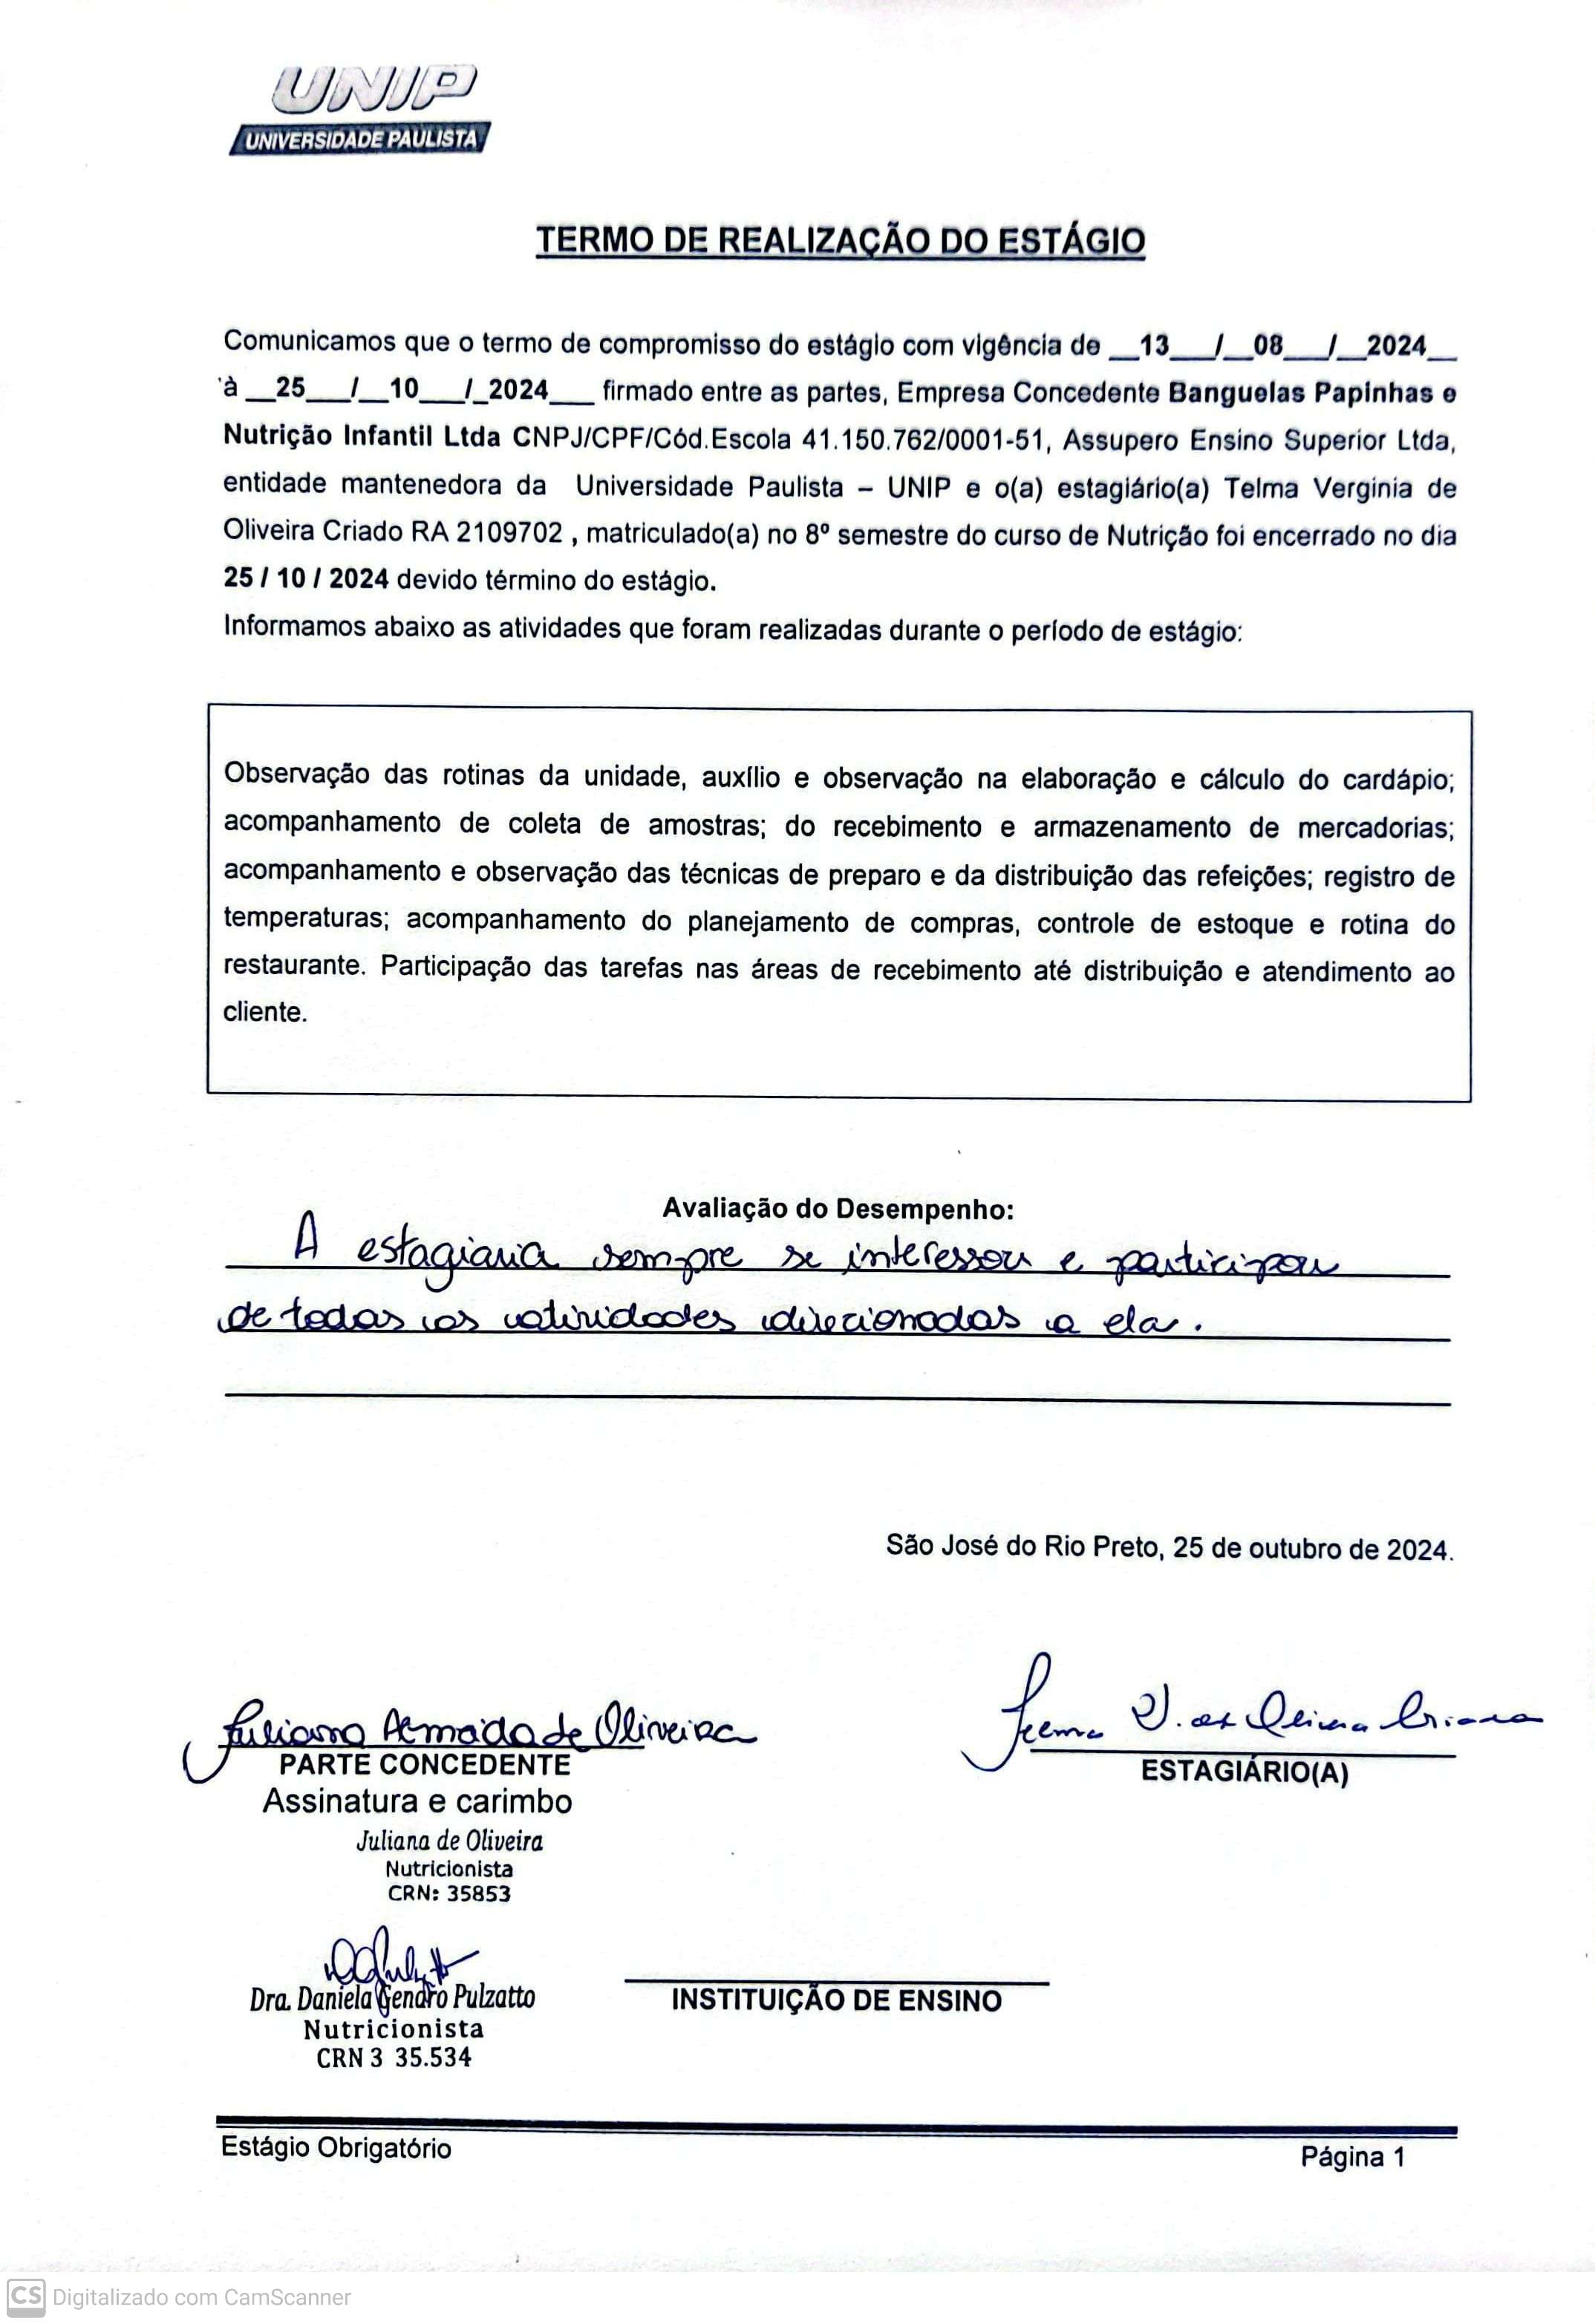 UNIP
UNIVERSIDADE PAULISTA
TERMO DE REALIZAÇÃO DO ESTÁGIO
Comunicamos que o termo de compromisso do estágio com vigência de __13___/__08___/__2024__
à __25___/__10___/_2024___ firmado entre as partes, Empresa Concedente Banguelas Papinhas e
Nutrição Infantil Ltda CNPJ/CPF/Cód.Escola 41.150.762/0001-51, Assupero Ensino Superior Ltda,
entidade mantenedora da Universidade Paulista – UNIP e o(a) estagiário(a) Telma Verginia de
Oliveira Criado RA 2109702 , matriculado(a) no 8º semestre do curso de Nutrição foi encerrado no dia
25 / 10 / 2024 devido término do estágio.
Informamos abaixo as atividades que foram realizadas durante o período de estágio:
Observação das rotinas da unidade, auxílio e observação na elaboração e cálculo do cardápio;
acompanhamento de coleta de amostras; do recebimento e armazenamento de mercadorias;
acompanhamento e observação das técnicas de preparo e da distribuição das refeições; registro de
temperaturas; acompanhamento do planejamento de compras, controle de estoque e rotina do
restaurante. Participação das tarefas nas áreas de recebimento até distribuição e atendimento ao
cliente.
Avaliação do Desempenho:
A estagiaria sempre se interessou e participou
de todas as atividades direcionadas a ela.
São José do Rio Preto, 25 de outubro de 2024.
Juliana Armada de Oliveira
Telma V. de Oliveira Criado
PARTE CONCEDENTE
ESTAGIÁRIO(A)
Assinatura e carimbo
Juliana de Oliveira
Nutricionista
CRN: 35853
Dra. Daniela Gendro Pulzatto
Nutricionista
CRN 3 35.534
INSTITUIÇÃO DE ENSINO
Estágio Obrigatório
Página 1
CS Digitalizado com CamScanner